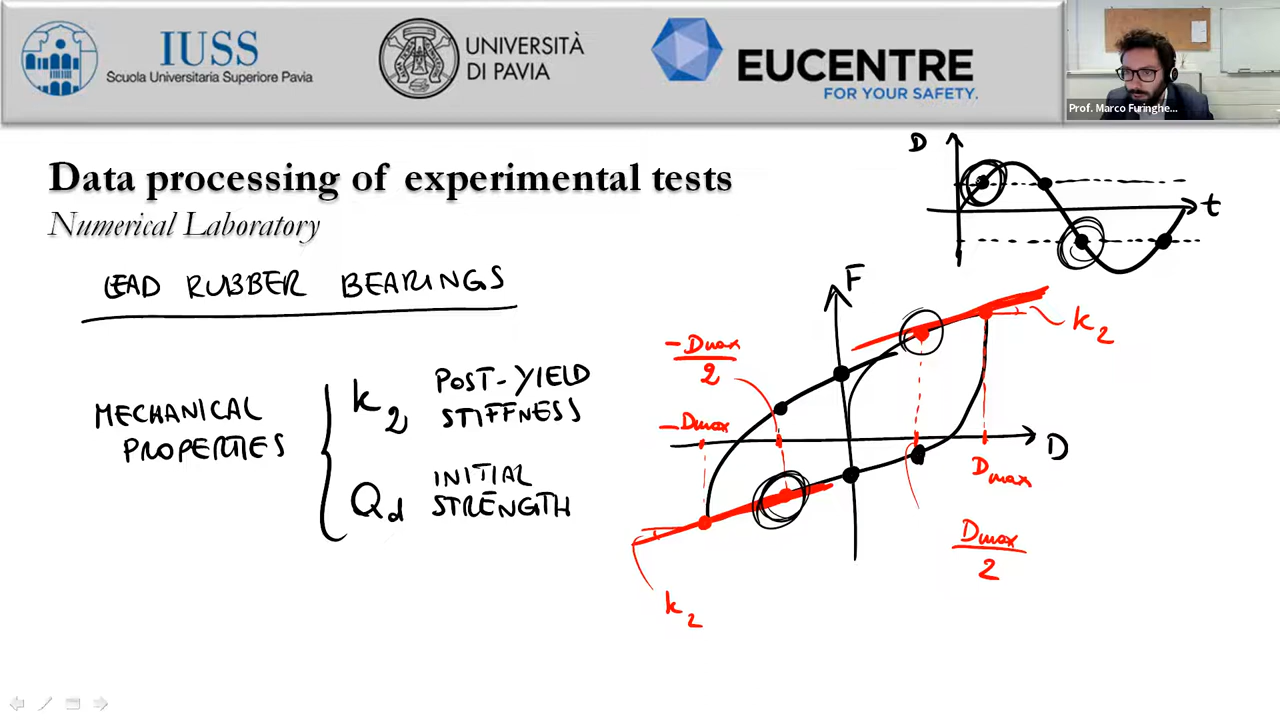 IUSS
Scuola Universitaria Superiore Pavia
UNIVERSITÀ
DI PAVIA
EUCENTRE
FOR YOUR SAFETY.
Prof. Marco Furinghe...
Data processing of experimental tests
Numerical Laboratory
LEAD RUBBER BEARINGS
MECHANICAL
PROPERTIES
k2 POST-YIELD
STIFFNESS
Qd INITIAL
STRENGTH
D
t
F
k2
-Dmax
2
-Dmax
D
Dmax
Dmax
2
k2